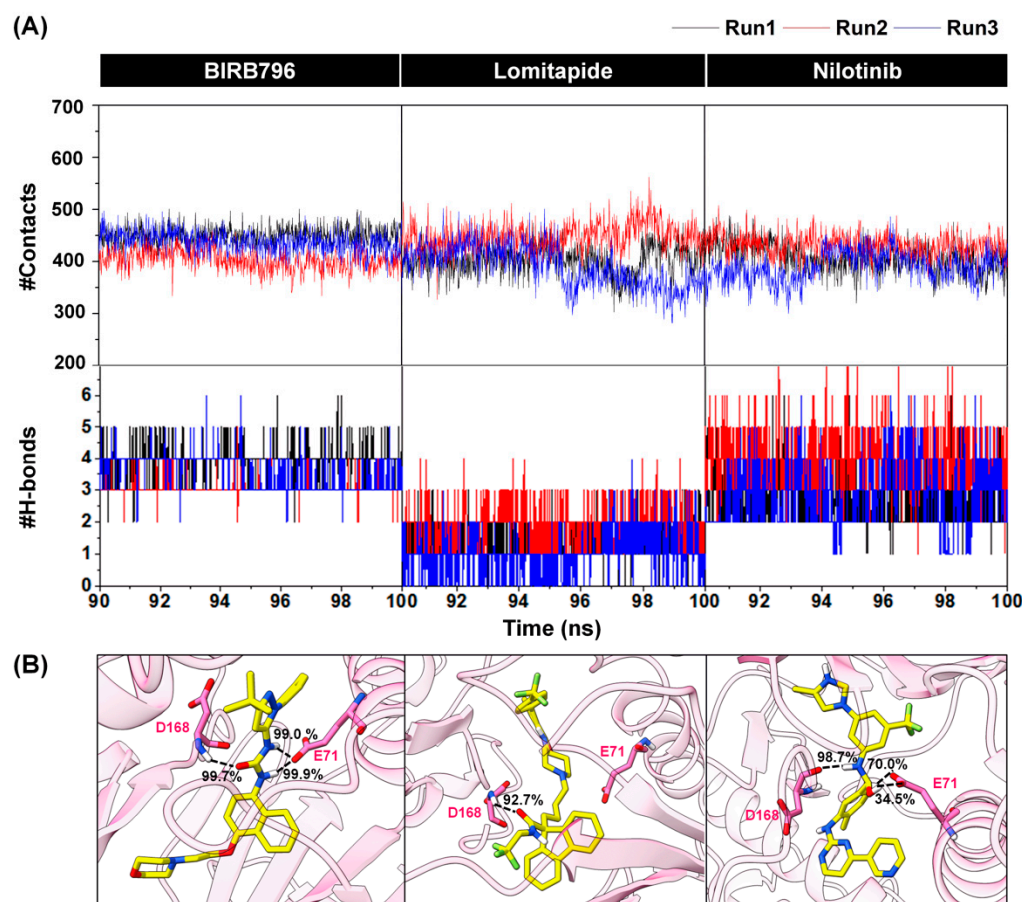 (A)
Run1 Run2 Run3
BIRB796 Lomitapide Nilotinib
700
600
500
400
300
200
#Contacts
6
5
4
3
2
1
0
#H-bonds
90 92 94 96 98 100 92 94 96 98 100 92 94 96 98 100
Time (ns)
(B)
D168 99.0 % E71 99.7% 99.9%
E71 92.7% D168
98.7% 70.0% E71 D168 34.5%